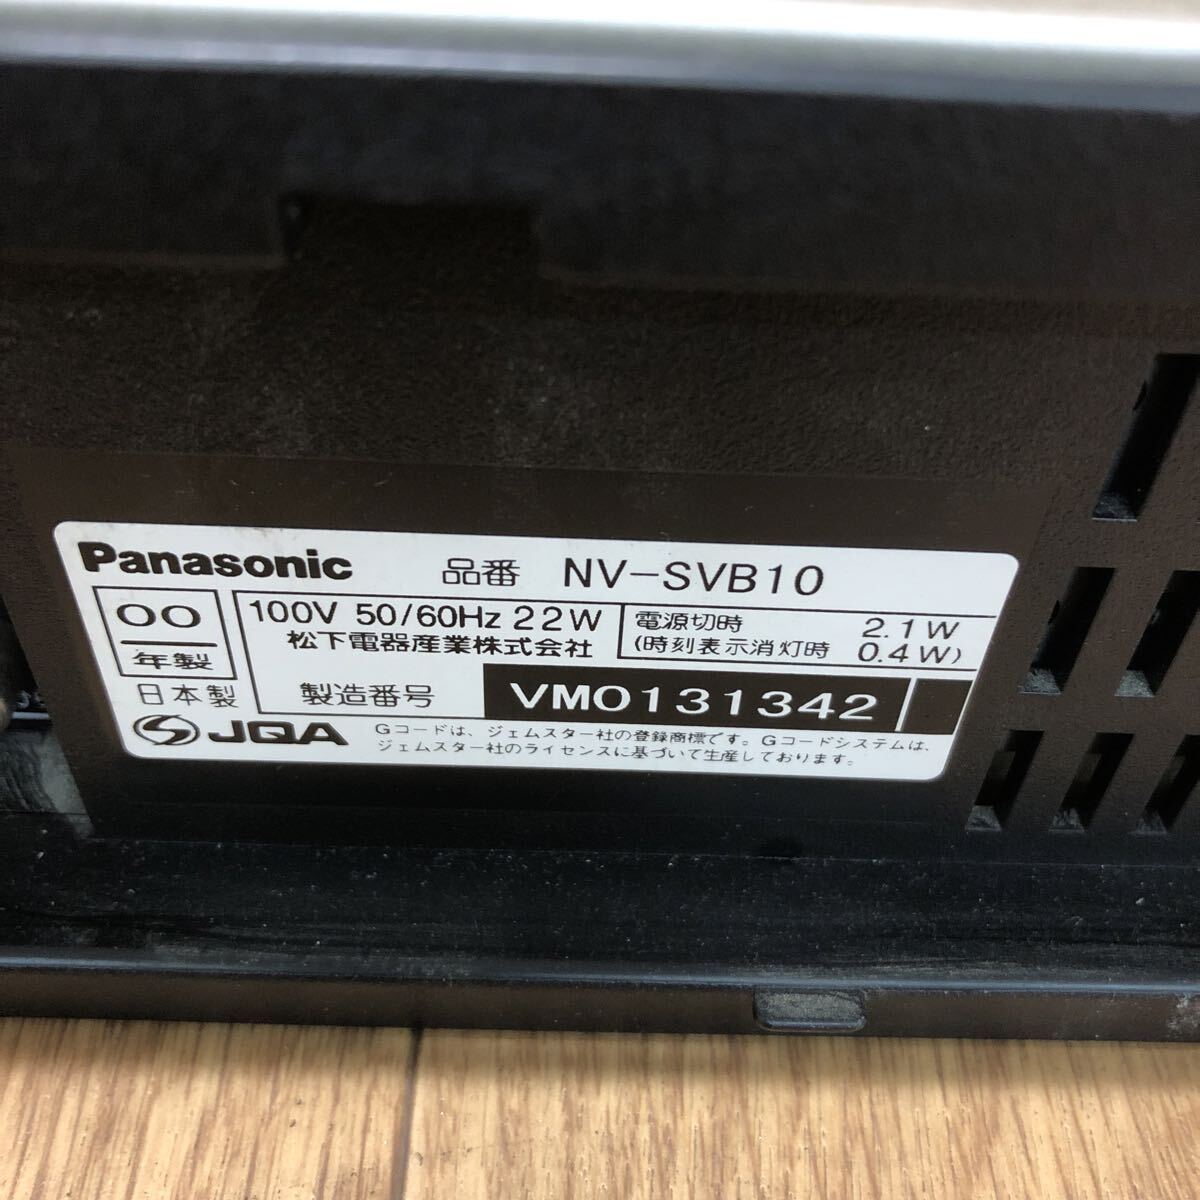 Panasonic 品番 NV-SVB10
00 年製
100V 50/60Hz 22W
松下電器産業株式会社
電源切時 2.1W
(時刻表示消灯時 0.4W)
日本製
製造番号 VM0131342
JQA
Gコードは、ジェムスター社の登録商標です。Gコードシステムは、
ジェムスター社のライセンスに基づいて生産しております。